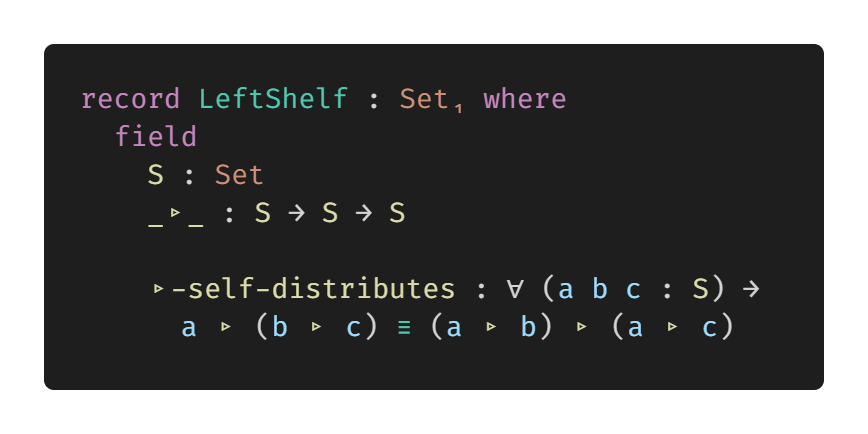 record LeftShelf : Set₁ where
field
S : Set
_▹_ : S → S → S
▹-self-distributes : ∀ (a b c : S) →
a ▹ (b ▹ c) ≡ (a ▹ b) ▹ (a ▹ c)